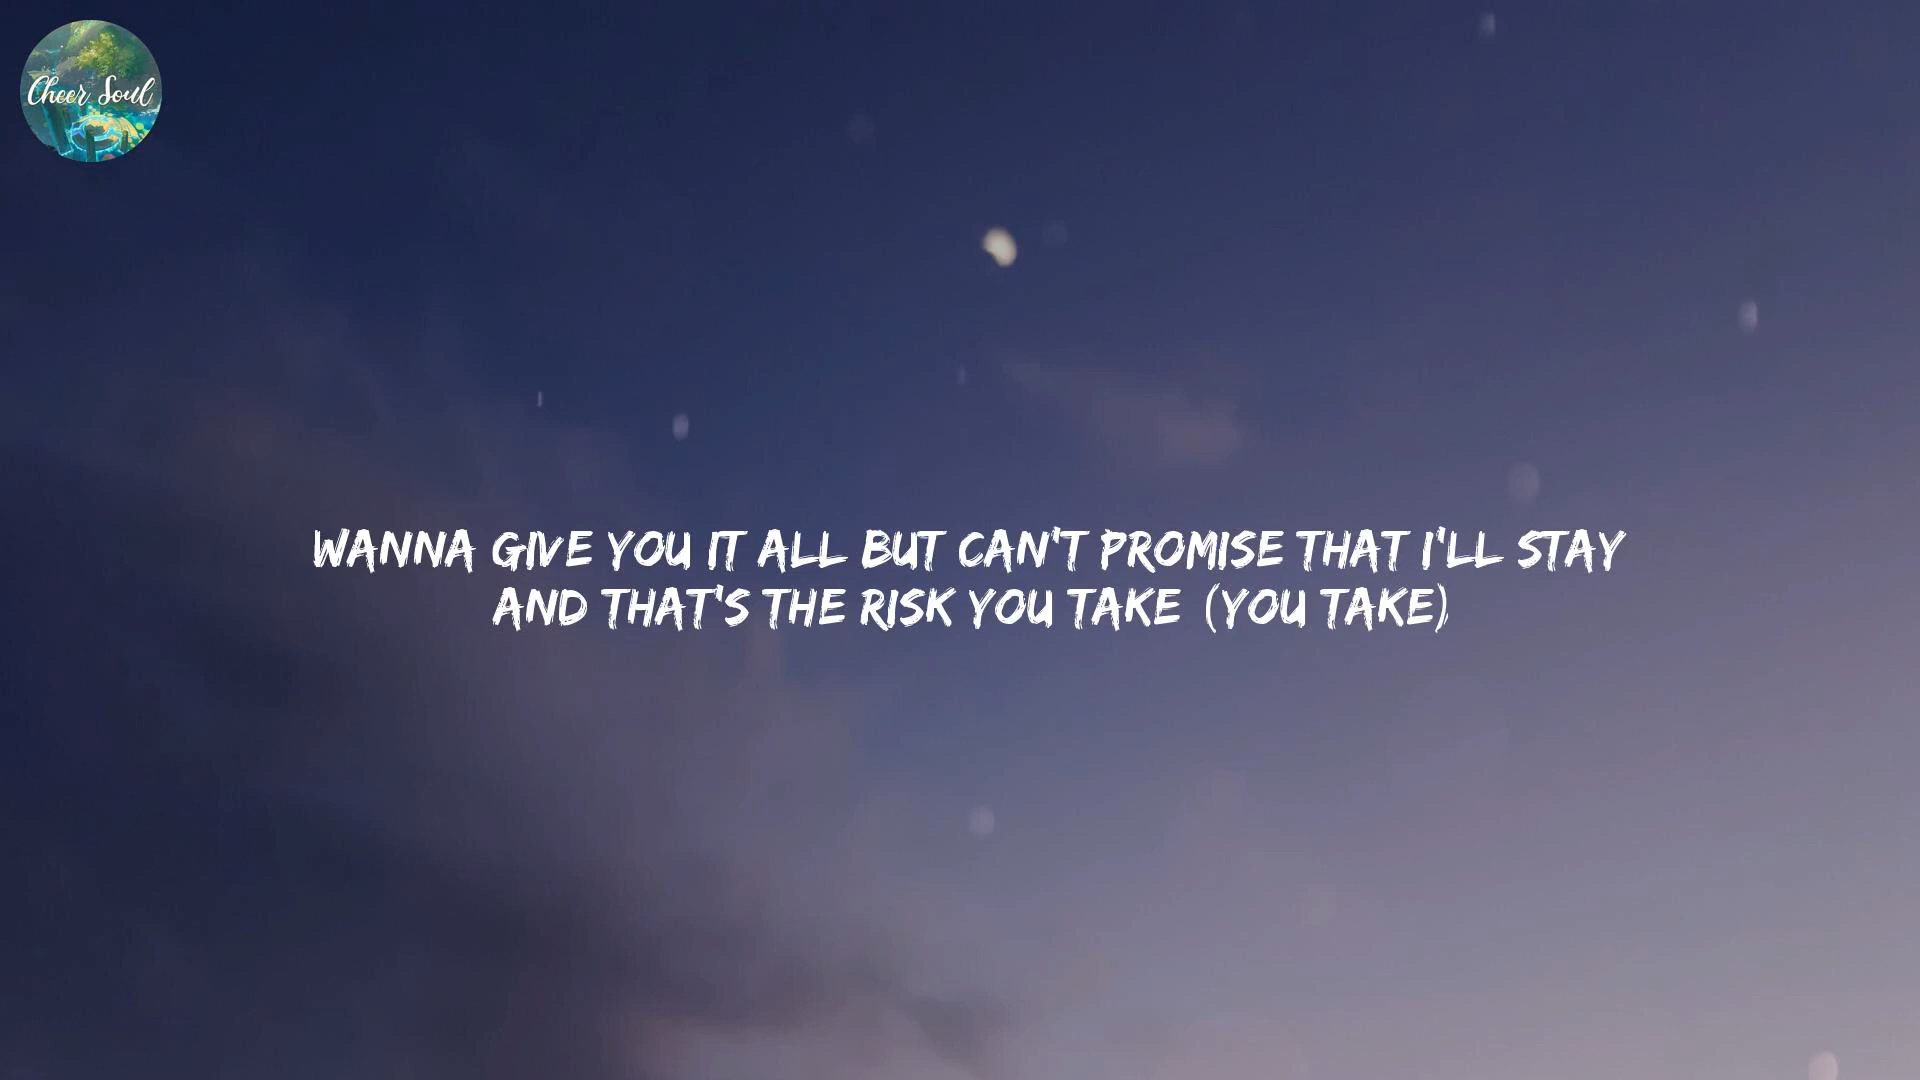 Cheer Soul
WANNA GIVE YOU IT ALL BUT CAN'T PROMISE THAT I'LL STAY
AND THAT'S THE RISK YOU TAKE (YOU TAKE)